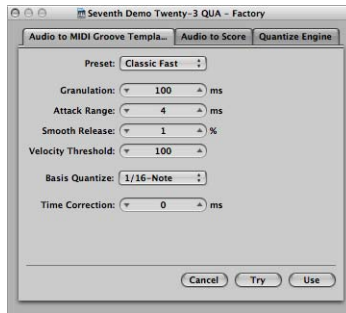 Seventh Demo Twenty-3 QUA - Factory
Audio to MIDI Groove Templa... Audio to Score Quantize Engine
Preset: Classic Fast
Granulation: 100 ms
Attack Range: 4 ms
Smooth Release: 1 %
Velocity Threshold: 100
Basis Quantize: 1/16-Note
Time Correction: 0 ms
Cancel Try Use